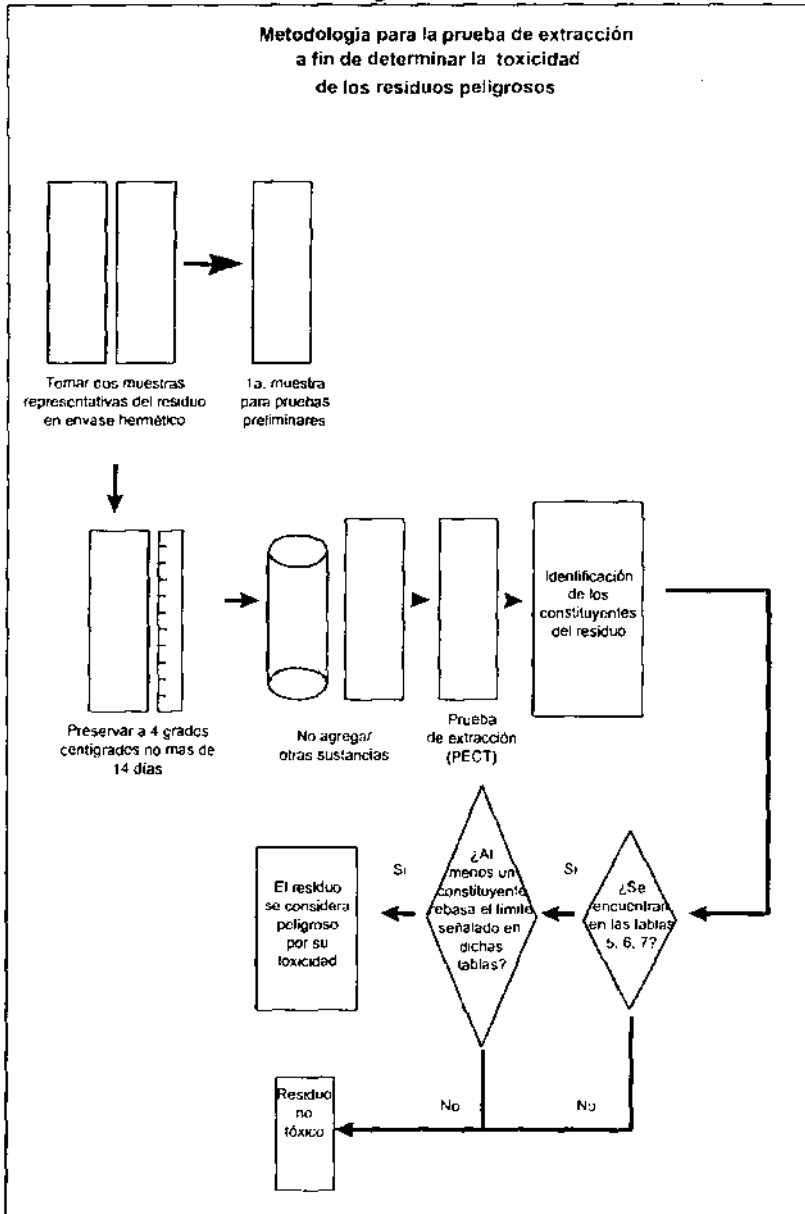 Metodología para la prueba de extracción
a fin de determinar la toxicidad
de los residuos peligrosos
Tomar dos muestras
representativas del residuo
en envase hermético
1a. muestra
para pruebas
preliminares
Preservar a 4 grados
centigrados no mas de
14 días
No agregar
otras sustancias
Prueba
de extracción
(PECT)
Identificación
de los
constituyentes
del residuo
¿Se
encuentran
en las tablas
5, 6, 7?
Si
¿Al
menos un
constituyente
rebasa el límite
señalado en
dichas
tablas?
Si
El residuo
se considera
peligroso
por su
toxicidad
No
No
Residuo
no
tóxico